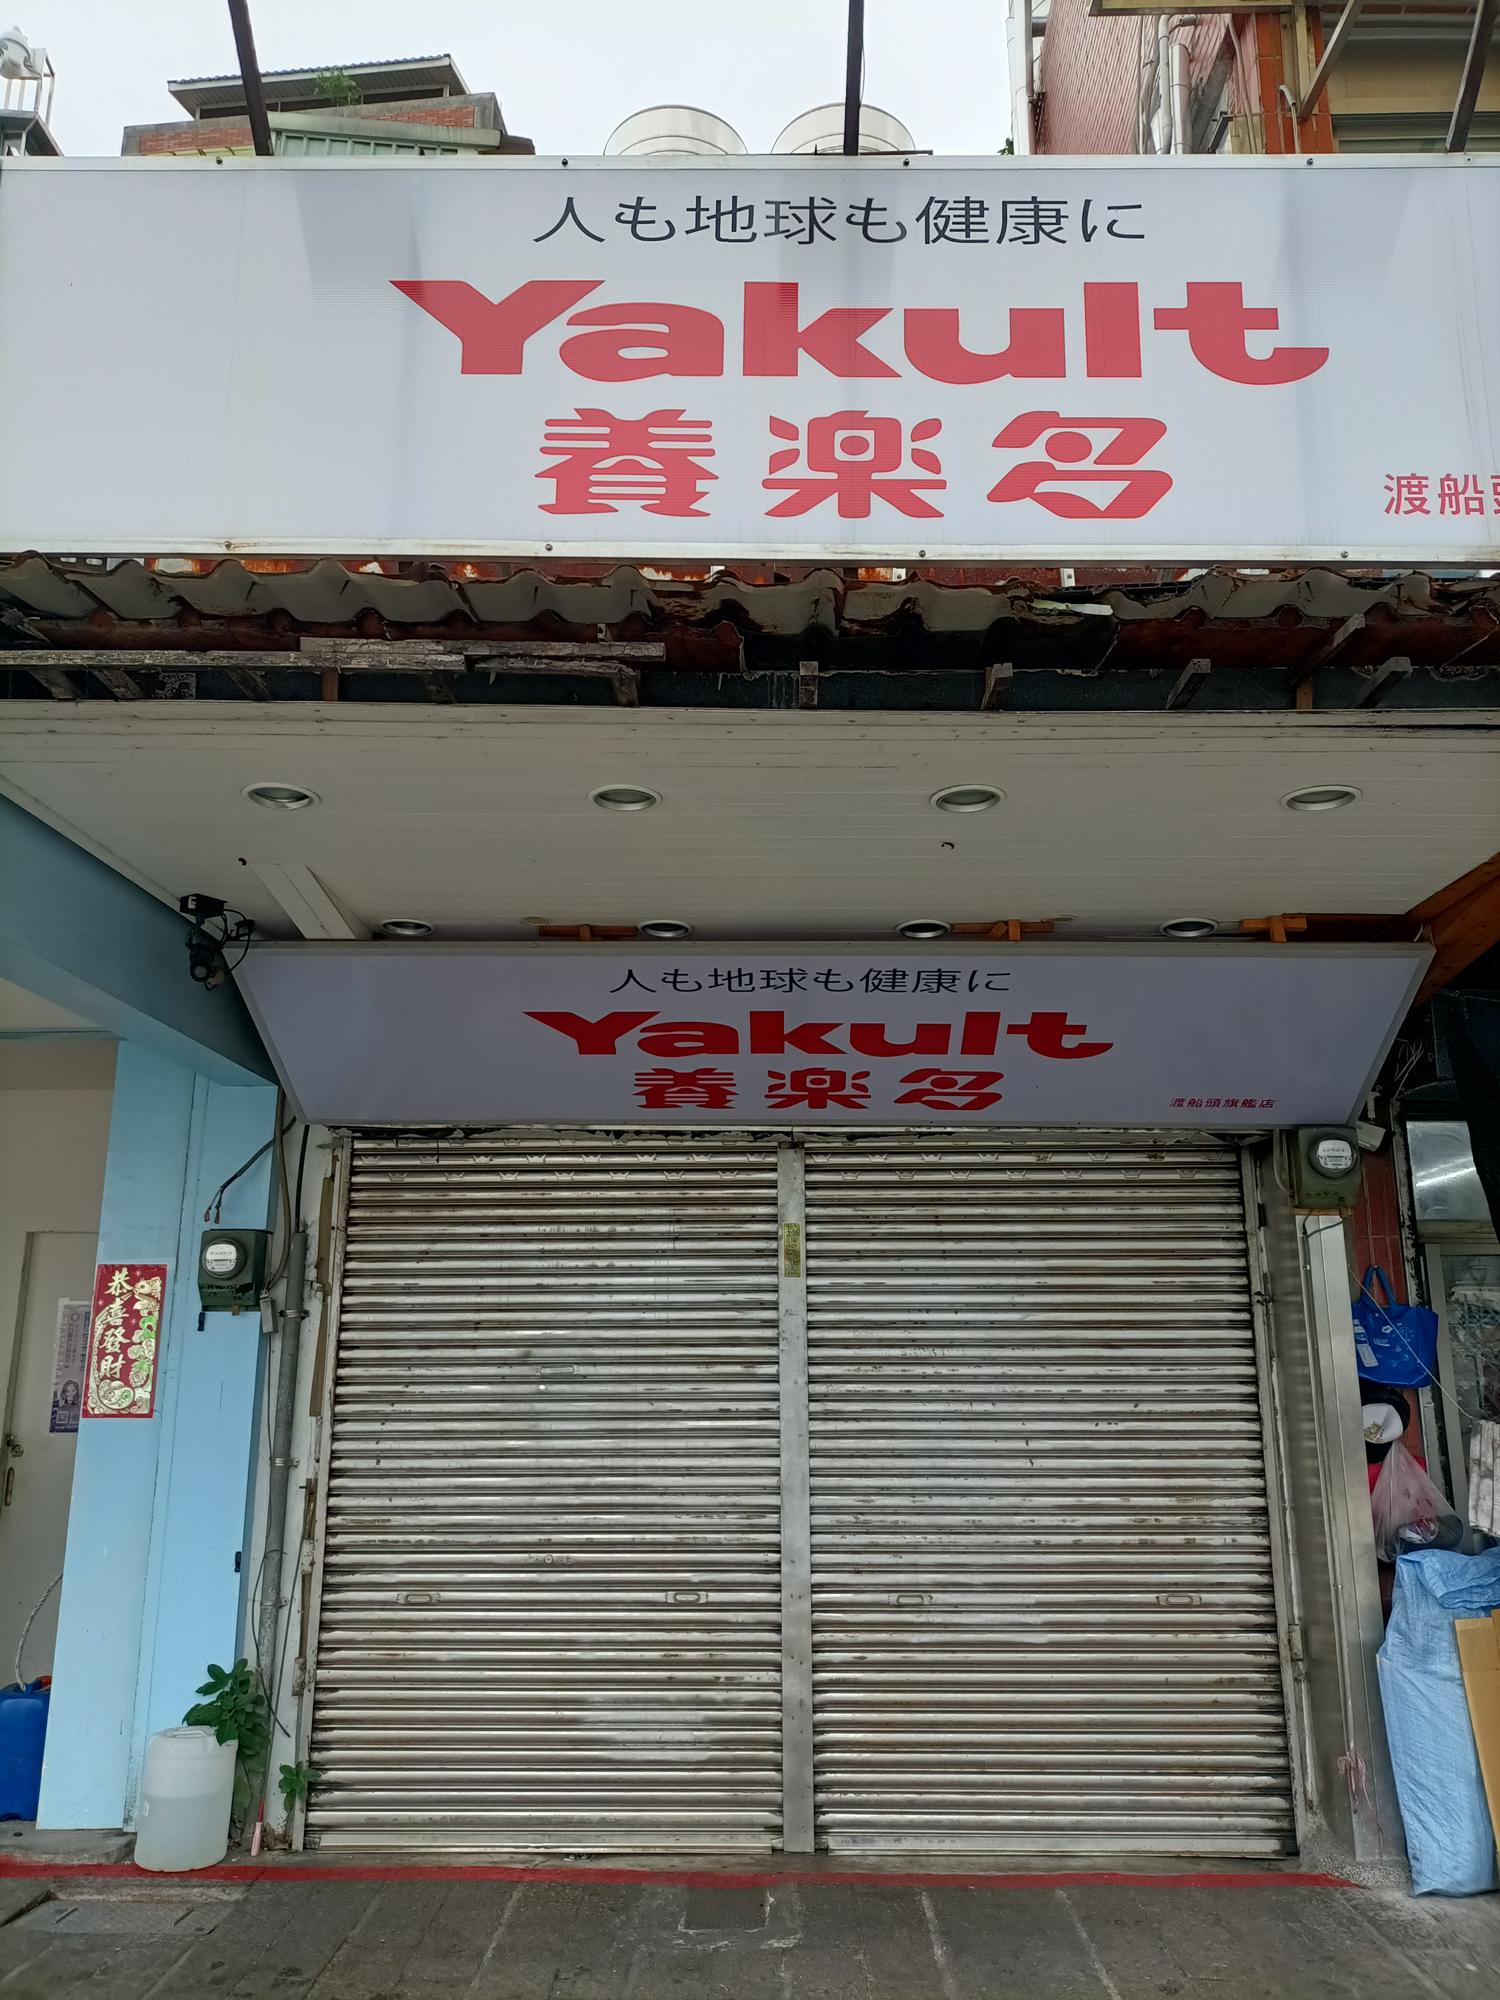 人も地球も健康に
Yakult
養楽多
渡船頭
人も地球も健康に
Yakult
養楽多
渡船頭旗艦店
恭喜發財